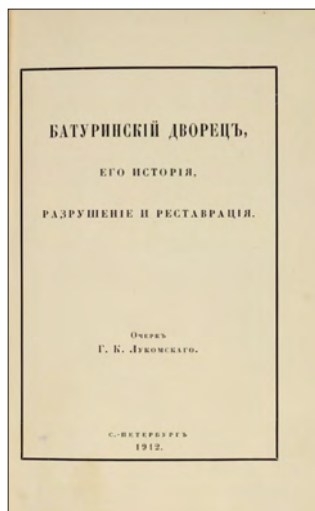 БАТУРИНСКІЙ ДВОРЕЦЪ,
ЕГО ИСТОРІЯ,
РАЗРУШЕНІЕ И РЕСТАВРАЦІЯ.
Очеркъ
Г. К. Лукомскаго.
С.-ПЕТЕРБУРГЪ
1912.